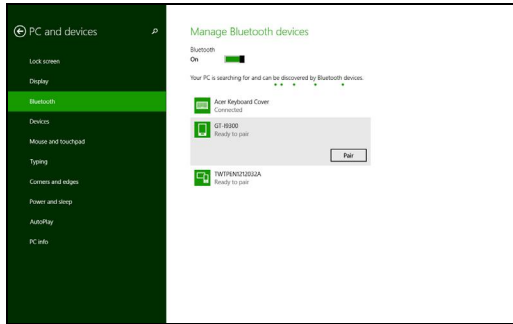 PC and devices
Lock screen
Display
Bluetooth
Devices
Mouse and touchpad
Typing
Corners and edges
Power and sleep
AutoPlay
PC info
Manage Bluetooth devices
Bluetooth
On
Your PC is searching for and can be discovered by Bluetooth devices.
Acer Keyboard Cover
Connected
GT-I9300
Ready to pair
Pair
TWTPEN1212032A
Ready to pair